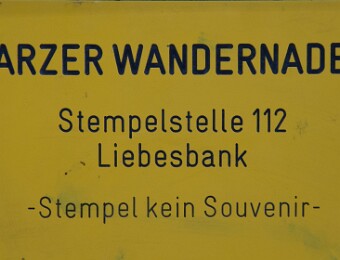 ARZER WANDERNADE
Stempelstelle 112
Liebesbank
-Stempel kein Souvenir-